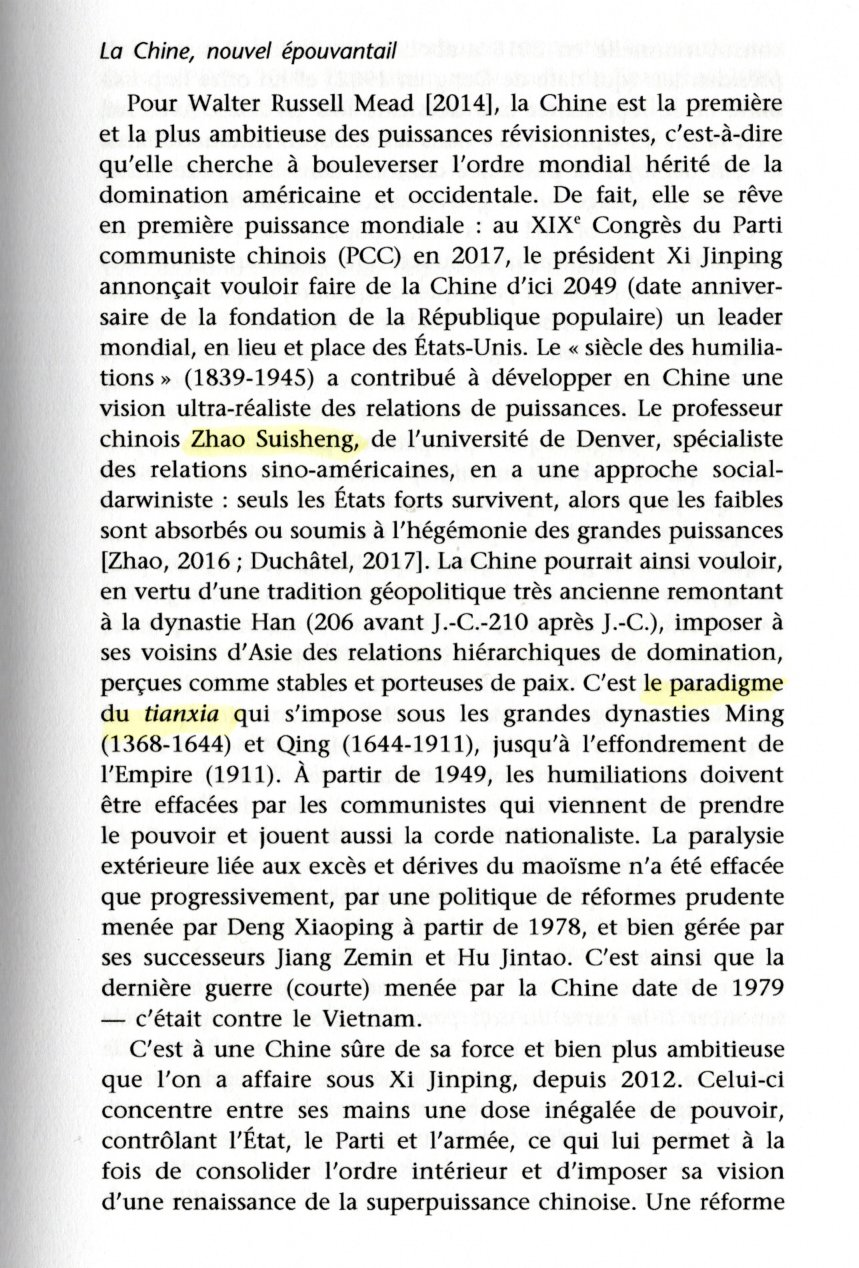 La Chine, nouvel épouvantail
Pour Walter Russell Mead [2014], la Chine est la première
et la plus ambitieuse des puissances révisionnistes, c'est-à-dire
qu'elle cherche à bouleverser l'ordre mondial hérité de la
domination américaine et occidentale. De fait, elle se rêve
en première puissance mondiale : au XIXe Congrès du Parti
communiste chinois (PCC) en 2017, le président Xi Jinping
annonçait vouloir faire de la Chine d'ici 2049 (date anniver-
saire de la fondation de la République populaire) un leader
mondial, en lieu et place des États-Unis. Le « siècle des humilia-
tions » (1839-1945) a contribué à développer en Chine une
vision ultra-réaliste des relations de puissances. Le professeur
chinois Zhao Suisheng, de l'université de Denver, spécialiste
des relations sino-américaines, en a une approche social-
darwiniste : seuls les États forts survivent, alors que les faibles
sont absorbés ou soumis à l'hégémonie des grandes puissances
[Zhao, 2016 ; Duchâtel, 2017]. La Chine pourrait ainsi vouloir,
en vertu d'une tradition géopolitique très ancienne remontant
à la dynastie Han (206 avant J.-C.-210 après J.-C.), imposer à
ses voisins d'Asie des relations hiérarchiques de domination,
perçues comme stables et porteuses de paix. C'est le paradigme
du tianxia qui s'impose sous les grandes dynasties Ming
(1368-1644) et Qing (1644-1911), jusqu'à l'effondrement de
l'Empire (1911). À partir de 1949, les humiliations doivent
être effacées par les communistes qui viennent de prendre
le pouvoir et jouent aussi la corde nationaliste. La paralysie
extérieure liée aux excès et dérives du maoïsme n'a été effacée
que progressivement, par une politique de réformes prudente
menée par Deng Xiaoping à partir de 1978, et bien gérée par
ses successeurs Jiang Zemin et Hu Jintao. C'est ainsi que la
dernière guerre (courte) menée par la Chine date de 1979
— c'était contre le Vietnam.
C'est à une Chine sûre de sa force et bien plus ambitieuse
que l'on a affaire sous Xi Jinping, depuis 2012. Celui-ci
concentre entre ses mains une dose inégalée de pouvoir,
contrôlant l'État, le Parti et l'armée, ce qui lui permet à la
fois de consolider l'ordre intérieur et d'imposer sa vision
d'une renaissance de la superpuissance chinoise. Une réforme